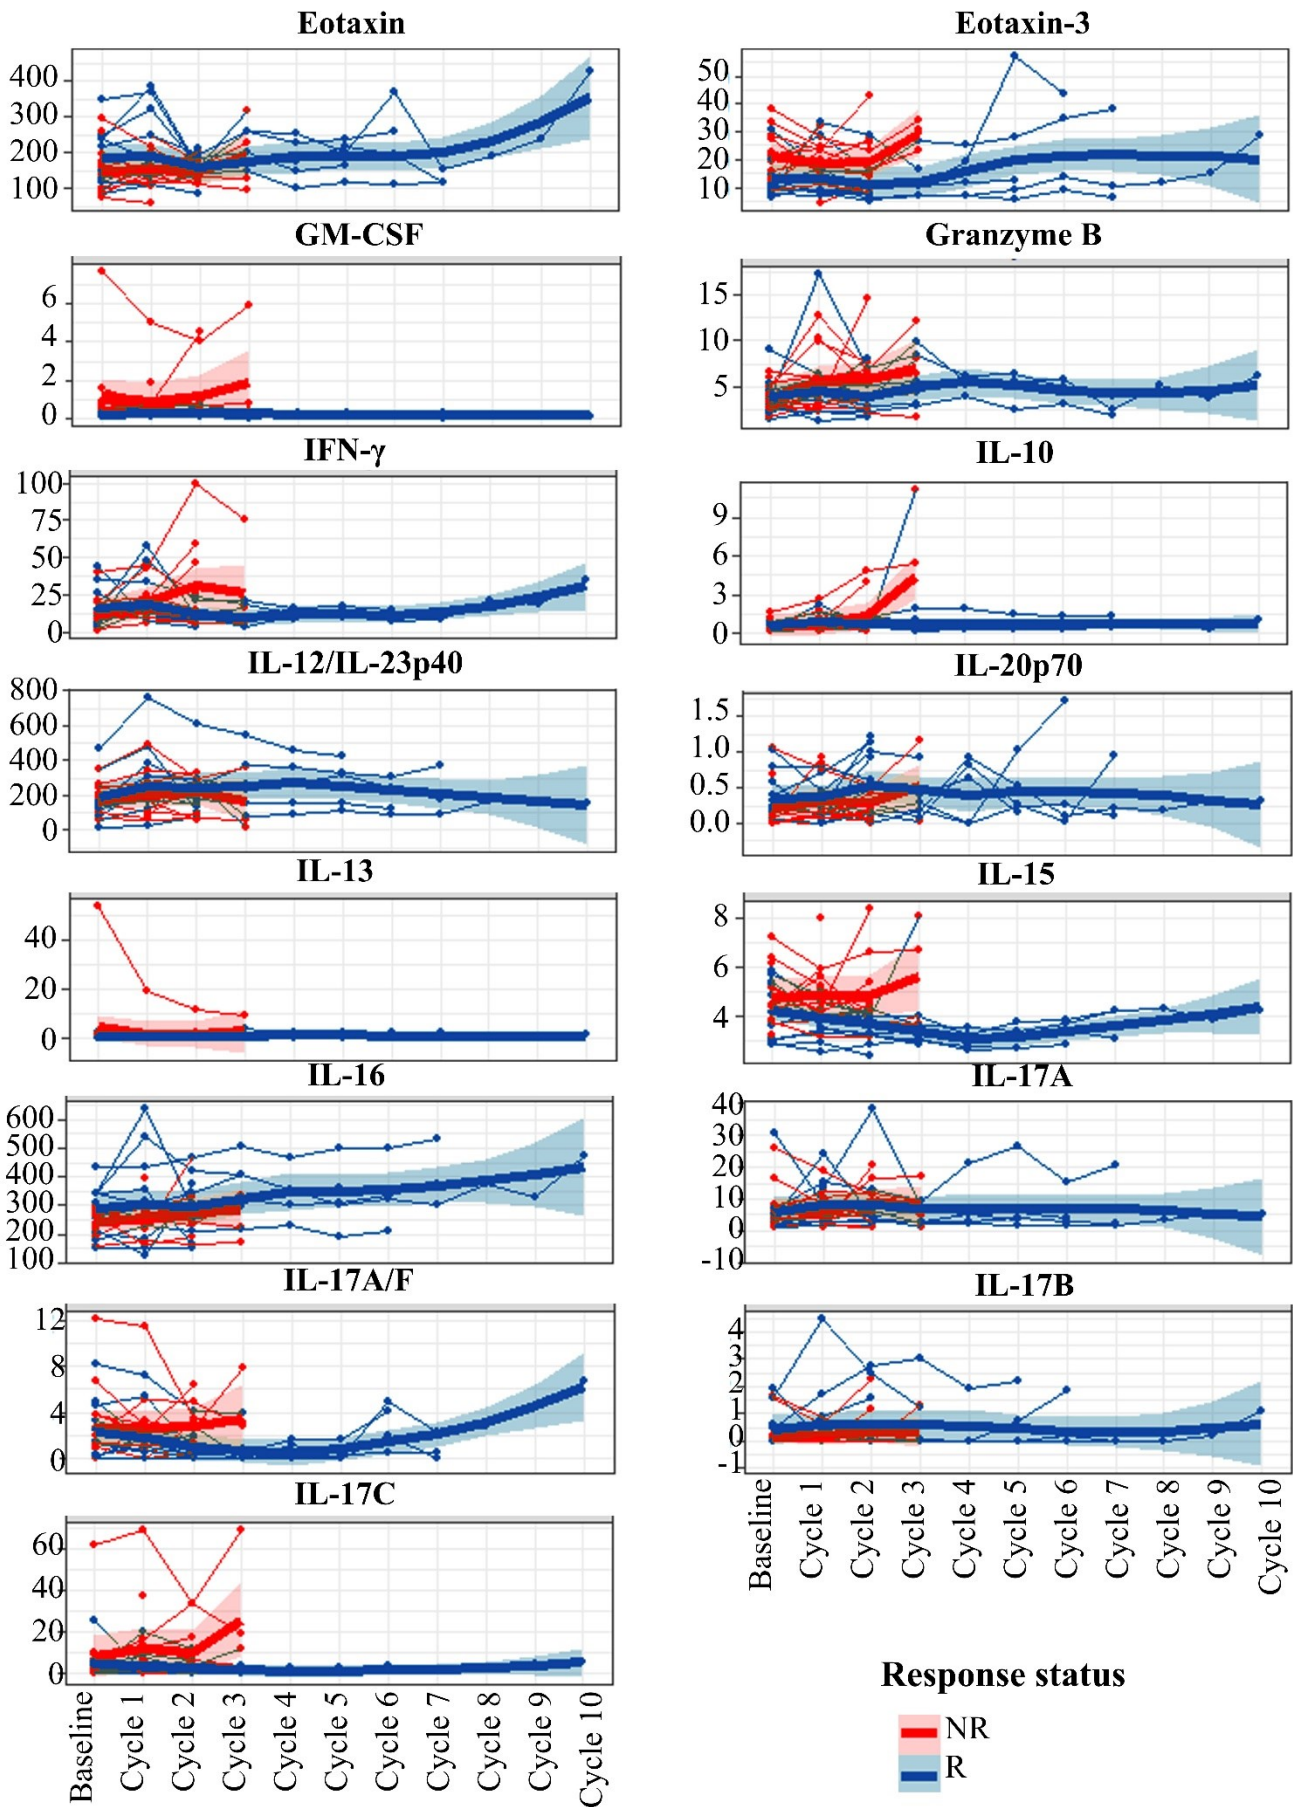 Eotaxin
400
300
200
100
Eotaxin-3
50
40
30
20
10
GM-CSF
6
4
2
0
Granzyme B
15
10
5
IFN-γ
100
75
50
25
0
IL-10
9
6
3
0
IL-12/IL-23p40
800
600
400
200
0
IL-20p70
1.5
1.0
0.5
0.0
IL-13
40
20
0
IL-15
8
6
4
IL-16
600
500
400
300
200
100
IL-17A
40
30
20
10
0
-10
IL-17A/F
12
8
4
0
IL-17B
4
3
2
1
0
-1
Baseline
Cycle 1
Cycle 2
Cycle 3
Cycle 4
Cycle 5
Cycle 6
Cycle 7
Cycle 8
Cycle 9
Cycle 10
IL-17C
60
40
20
0
Baseline
Cycle 1
Cycle 2
Cycle 3
Cycle 4
Cycle 5
Cycle 6
Cycle 7
Cycle 8
Cycle 9
Cycle 10
Response status
NR
R